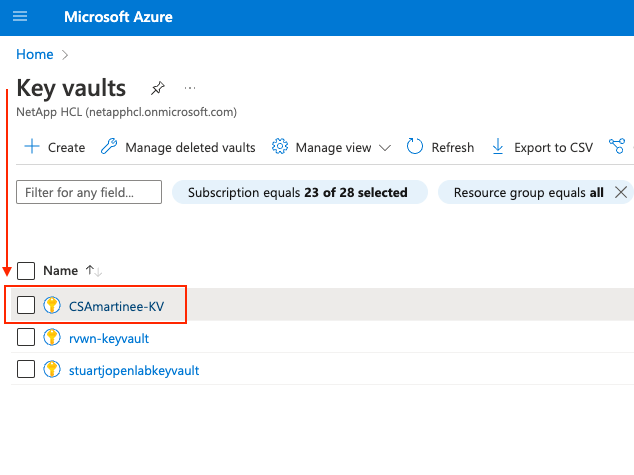 Microsoft Azure
Home
Key vaults
NetApp HCL (netapphcl.onmicrosoft.com)
Create Manage deleted vaults Manage view Refresh Export to CSV
Filter for any field... Subscription equals 23 of 28 selected Resource group equals all
Name
CSAmartinee-KV
rvwn-keyvault
stuartjopenlabkeyvault